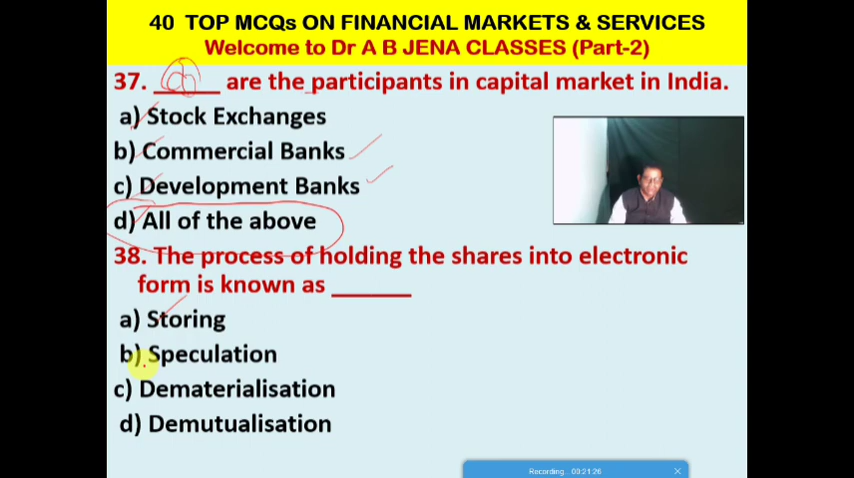 40 TOP MCQs ON FINANCIAL MARKETS & SERVICES
Welcome to Dr A B JENA CLASSES (Part-2)
37. ______ are the participants in capital market in India.
a) Stock Exchanges
b) Commercial Banks
c) Development Banks
d) All of the above
38. The process of holding the shares into electronic
form is known as ______
a) Storing
b) Speculation
c) Dematerialisation
d) Demutualisation
Recording... 03:21:26